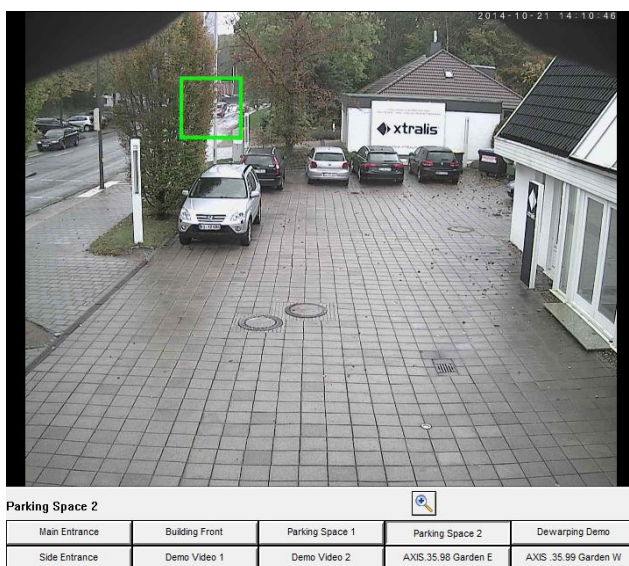 2014-10-21 14:10:46
xtralis
xtralis
Parking Space 2
Main Entrance
Building Front
Parking Space 1
Parking Space 2
Dewarping Demo
Side Entrance
Demo Video 1
Demo Video 2
AXIS.35.98 Garden E
AXIS .35.99 Garden W